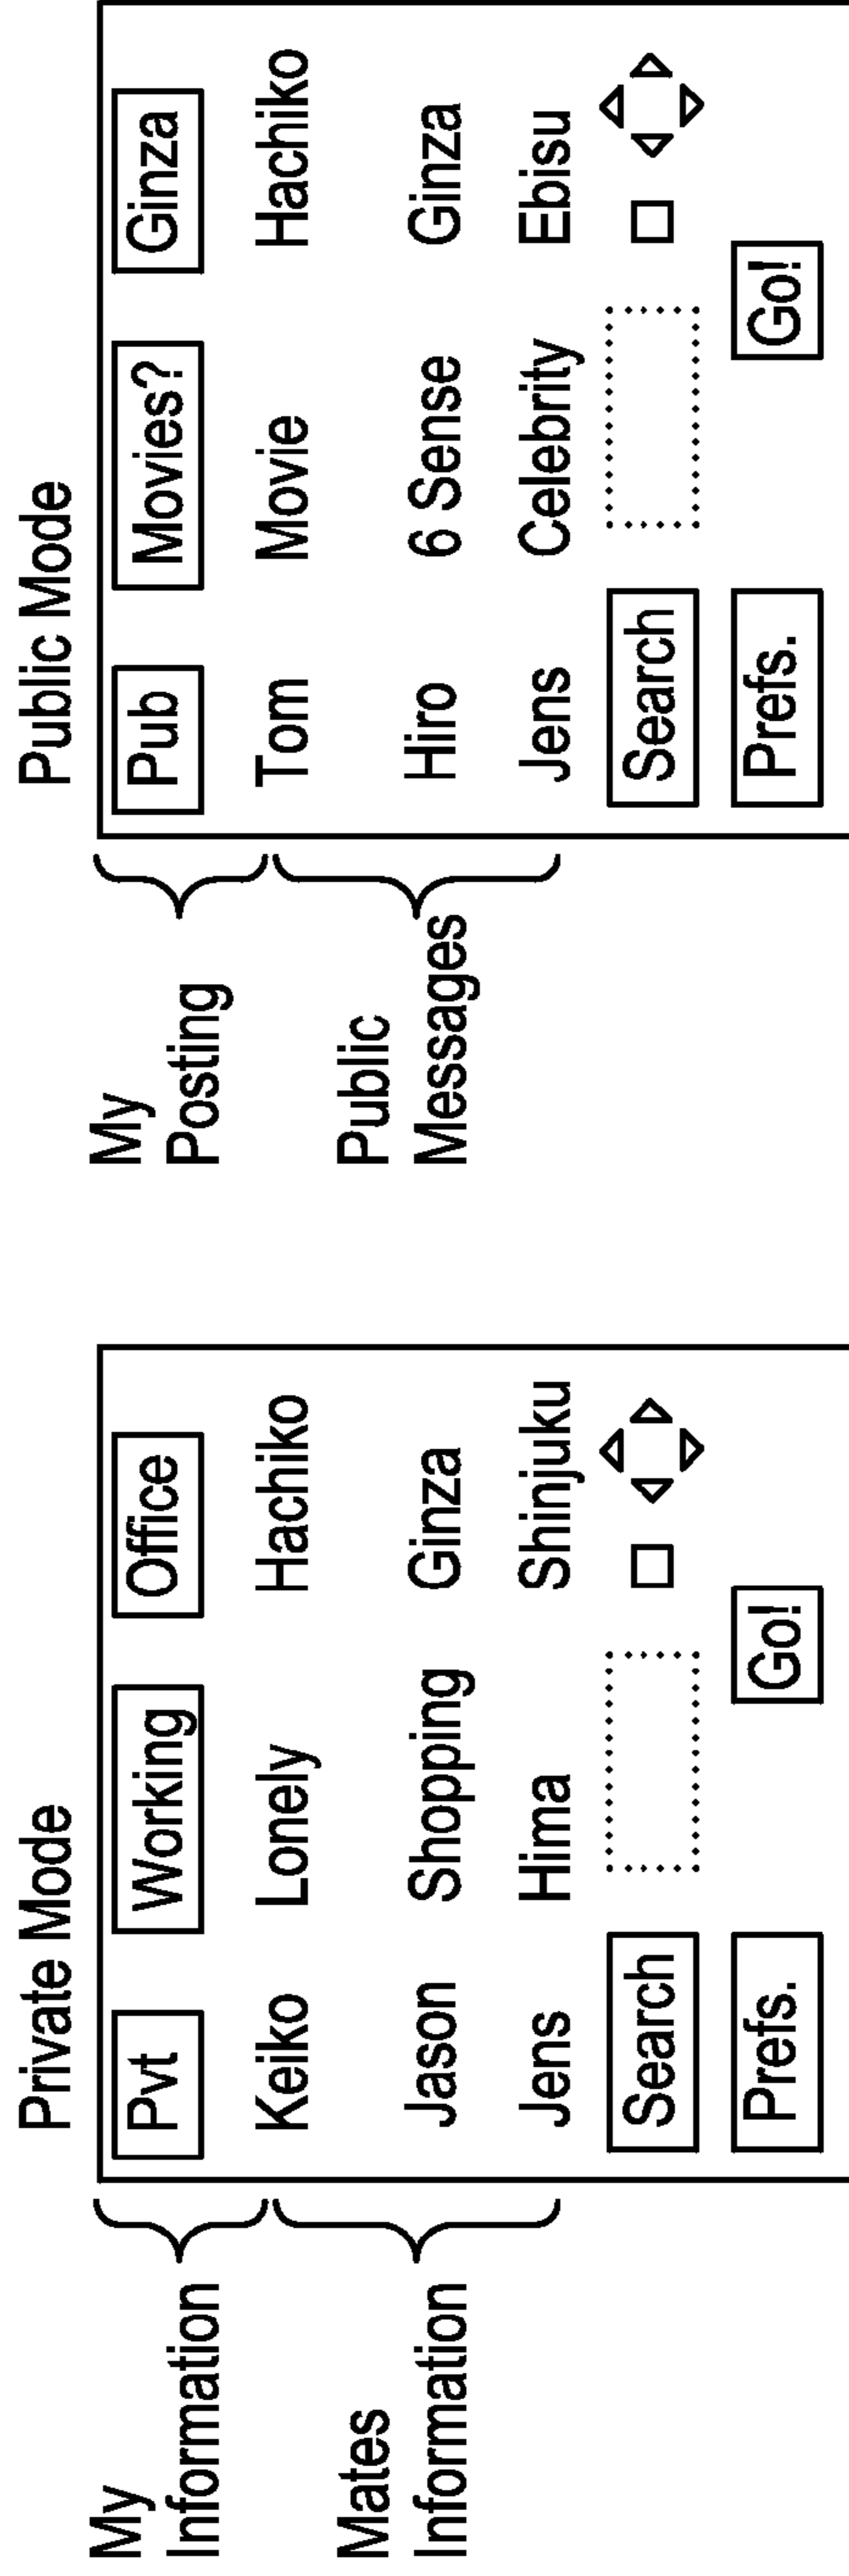 Private Mode
My
Information
Pvt Working Office
Mates
Information
Keiko Lonely Hachiko
Jason Shopping Ginza
Jens Hima Shinjuku
Search
Prefs. Go!
Public Mode
My
Posting
Pub Movies? Ginza
Public
Messages
Tom Movie Hachiko
Hiro 6 Sense Ginza
Jens Celebrity Ebisu
Search
Prefs. Go!